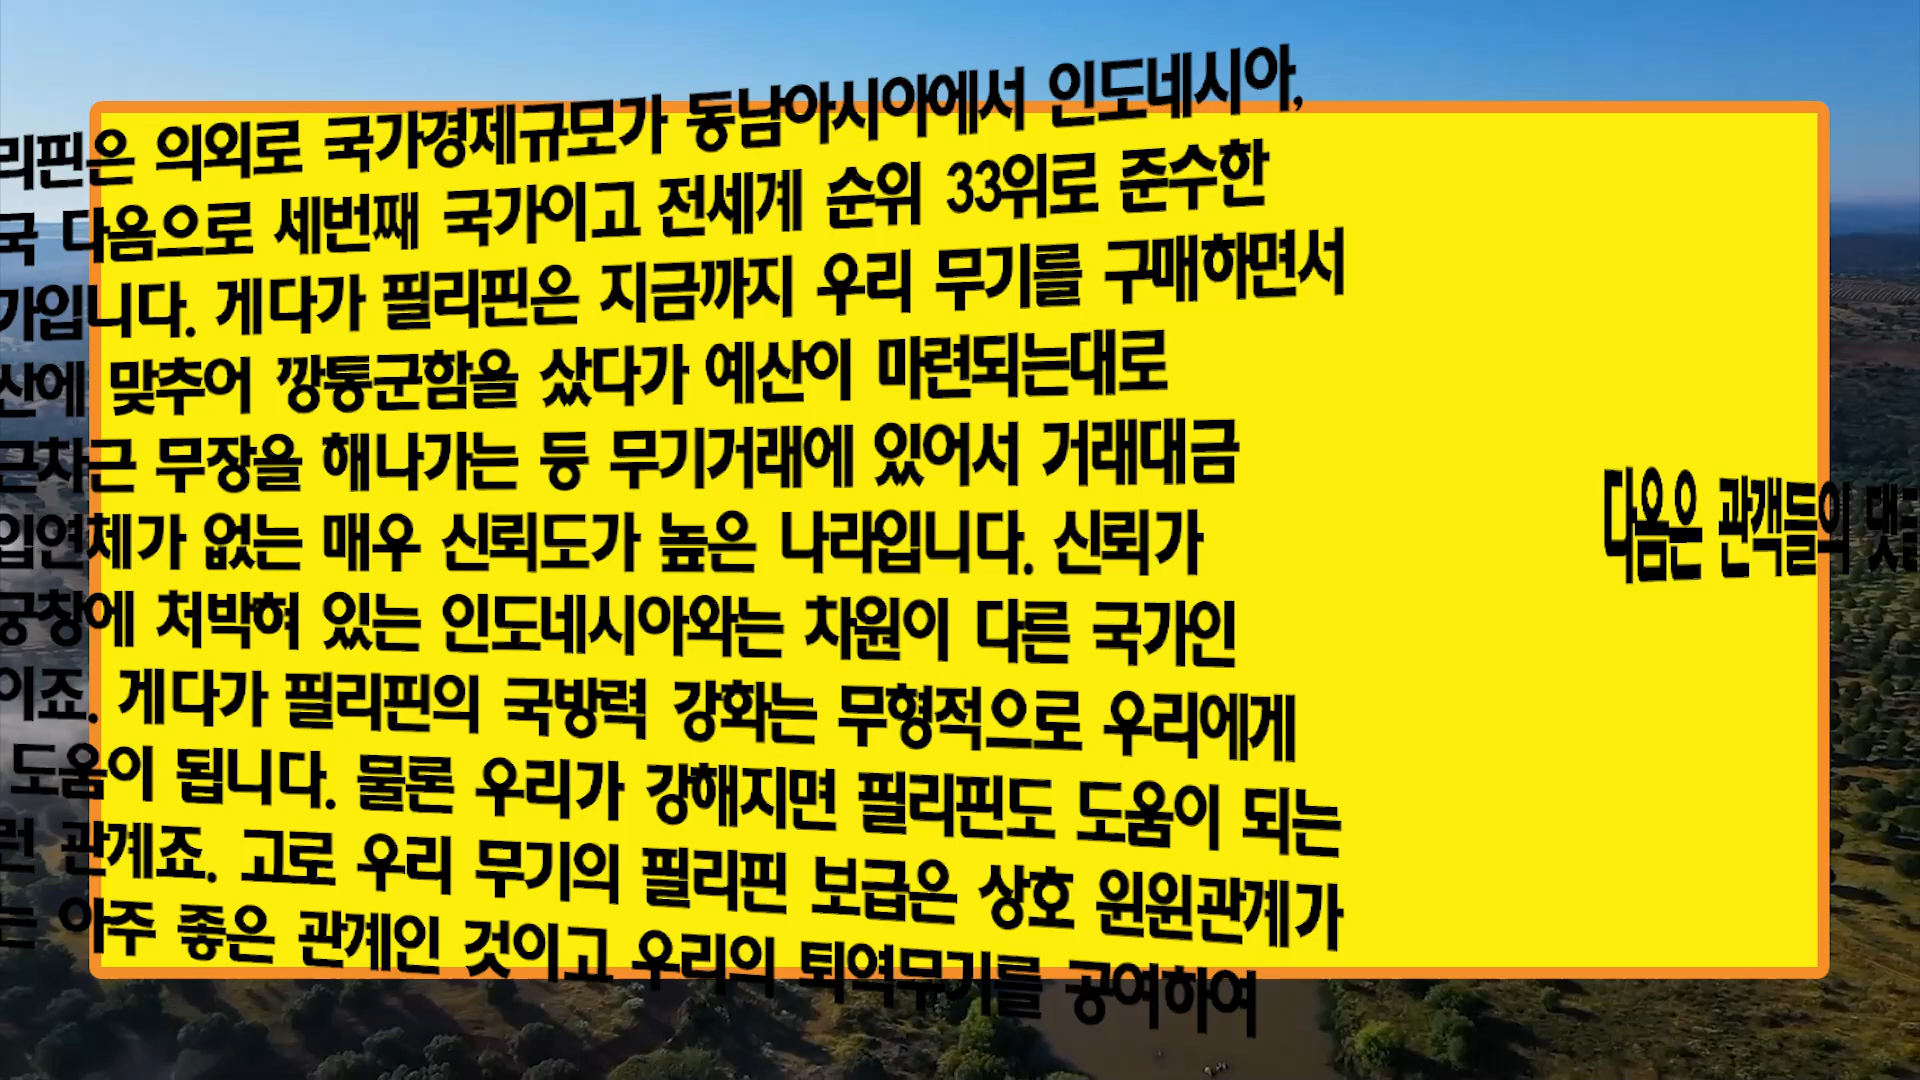 리핀은 의외로 국가경제규모가 동남아시아에서 인도네시아,
국 다음으로 세번째 국가이고 전세계 순위 33위로 준수한
가입니다. 게다가 필리핀은 지금까지 우리 무기를 구매하면서
산에 맞추어 깡통군함을 샀다가 예산이 마련되는대로
근차근 무장을 해나가는 등 무기거래에 있어서 거래대금
입연체가 없는 매우 신뢰도가 높은 나라입니다. 신뢰가
궁창에 처박혀 있는 인도네시아와는 차원이 다른 국가인
이죠. 게다가 필리핀의 국방력 강화는 무형적으로 우리에게
도움이 됩니다. 물론 우리가 강해지면 필리핀도 도움이 되는
런 관계죠. 고로 우리 무기의 필리핀 보급은 상호 윈윈관계가
는 아주 좋은 관계인 것이고 우리의 퇴역무기를 공여하여
다음은 관객들의